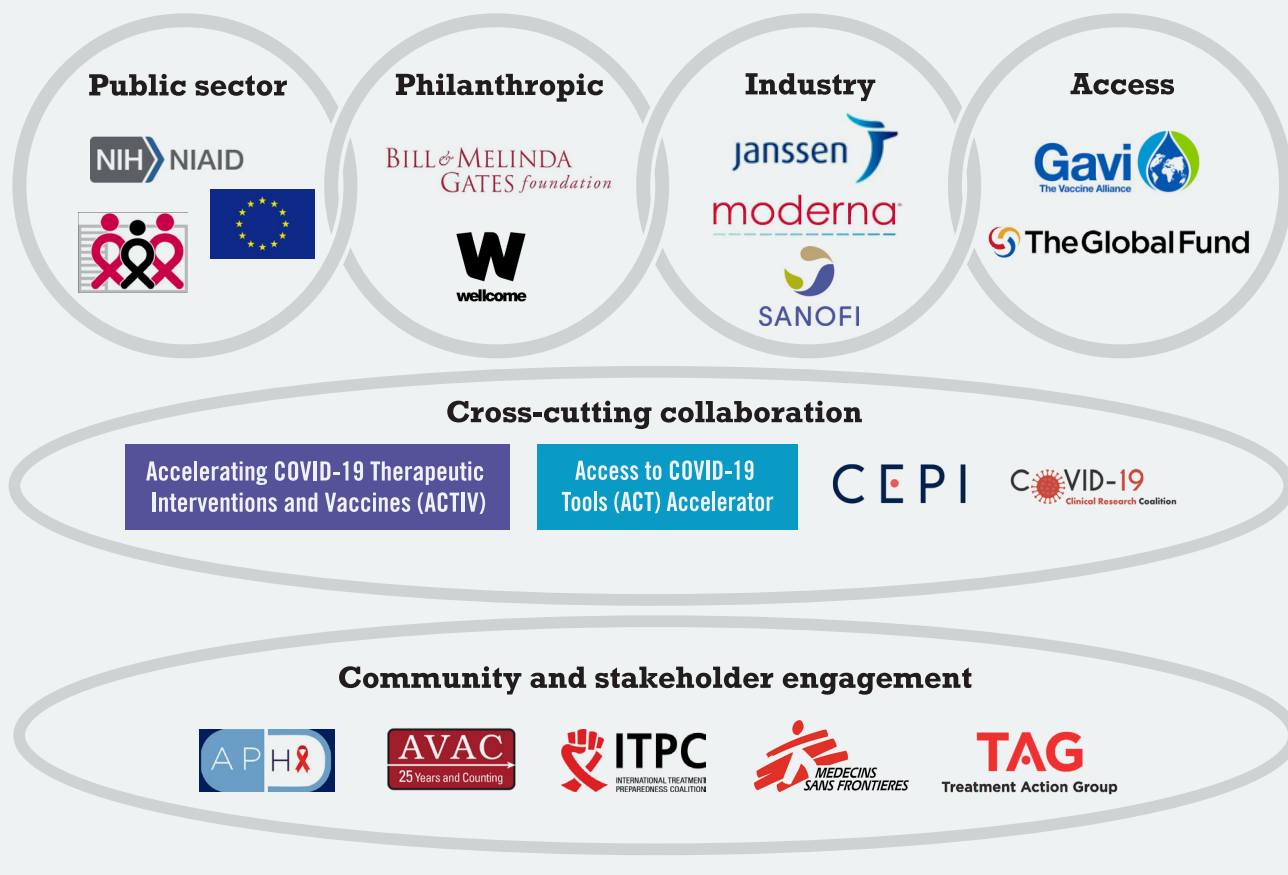 Public sector
NIH NIAID
Philanthropic
BILL & MELINDA
GATES foundation
W
wellcome
Industry
janssen
moderna
SANOFI
Access
Gavi
The Vaccine Alliance
The Global Fund
Cross-cutting collaboration
Accelerating COVID-19 Therapeutic
Interventions and Vaccines (ACTIV)
Access to COVID-19
Tools (ACT) Accelerator
CEPI
COVID-19
Clinical Research Coalition
Community and stakeholder engagement
APHA
AVAC
25 Years and Counting
ITPC
INTERNATIONAL TREATMENT
PREPAREDNESS COALITION
MEDECINS
SANS FRONTIERES
TAG
Treatment Action Group